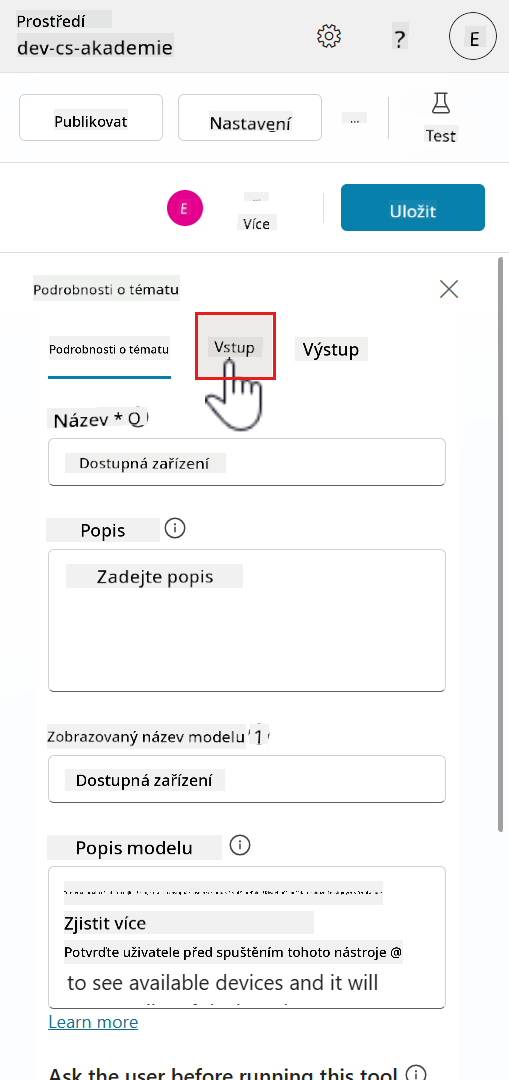 Prostředí
dev-cs-akademie
?
E
Publikovat
Nastavení
...
Test
E
...
Více
Uložit
Podrobnosti o tématu
Podrobnosti o tématu
Vstup
Výstup
Název *
Dostupná zařízení
Popis
Zadejte popis
Zobrazovaný název modelu
Dostupná zařízení
Popis modelu
Zjistit více
Potvrďte uživatele před spuštěním tohoto nástroje @
to see available devices and it will
Learn more
Ask the user before running this tool